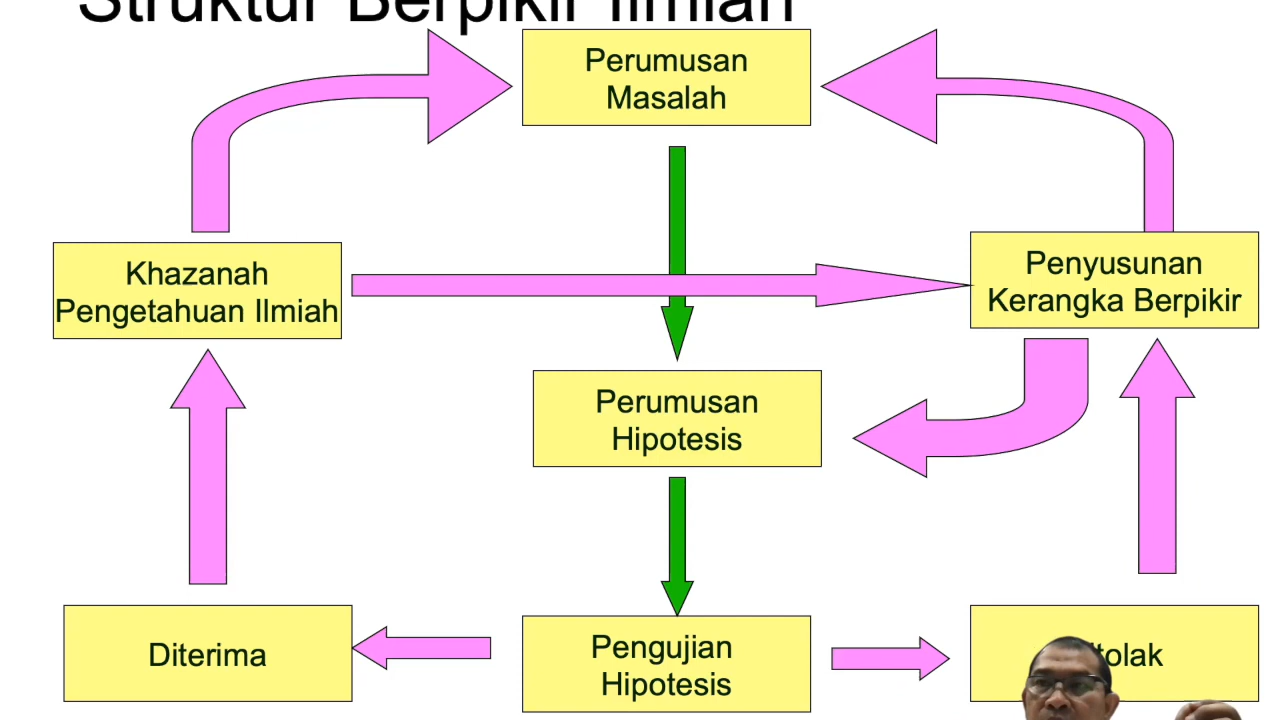 Struktur Berpikir Ilmiah
Perumusan
Masalah
Khazanah
Pengetahuan Ilmiah
Penyusunan
Kerangka Berpikir
Perumusan
Hipotesis
Diterima
Pengujian
Hipotesis